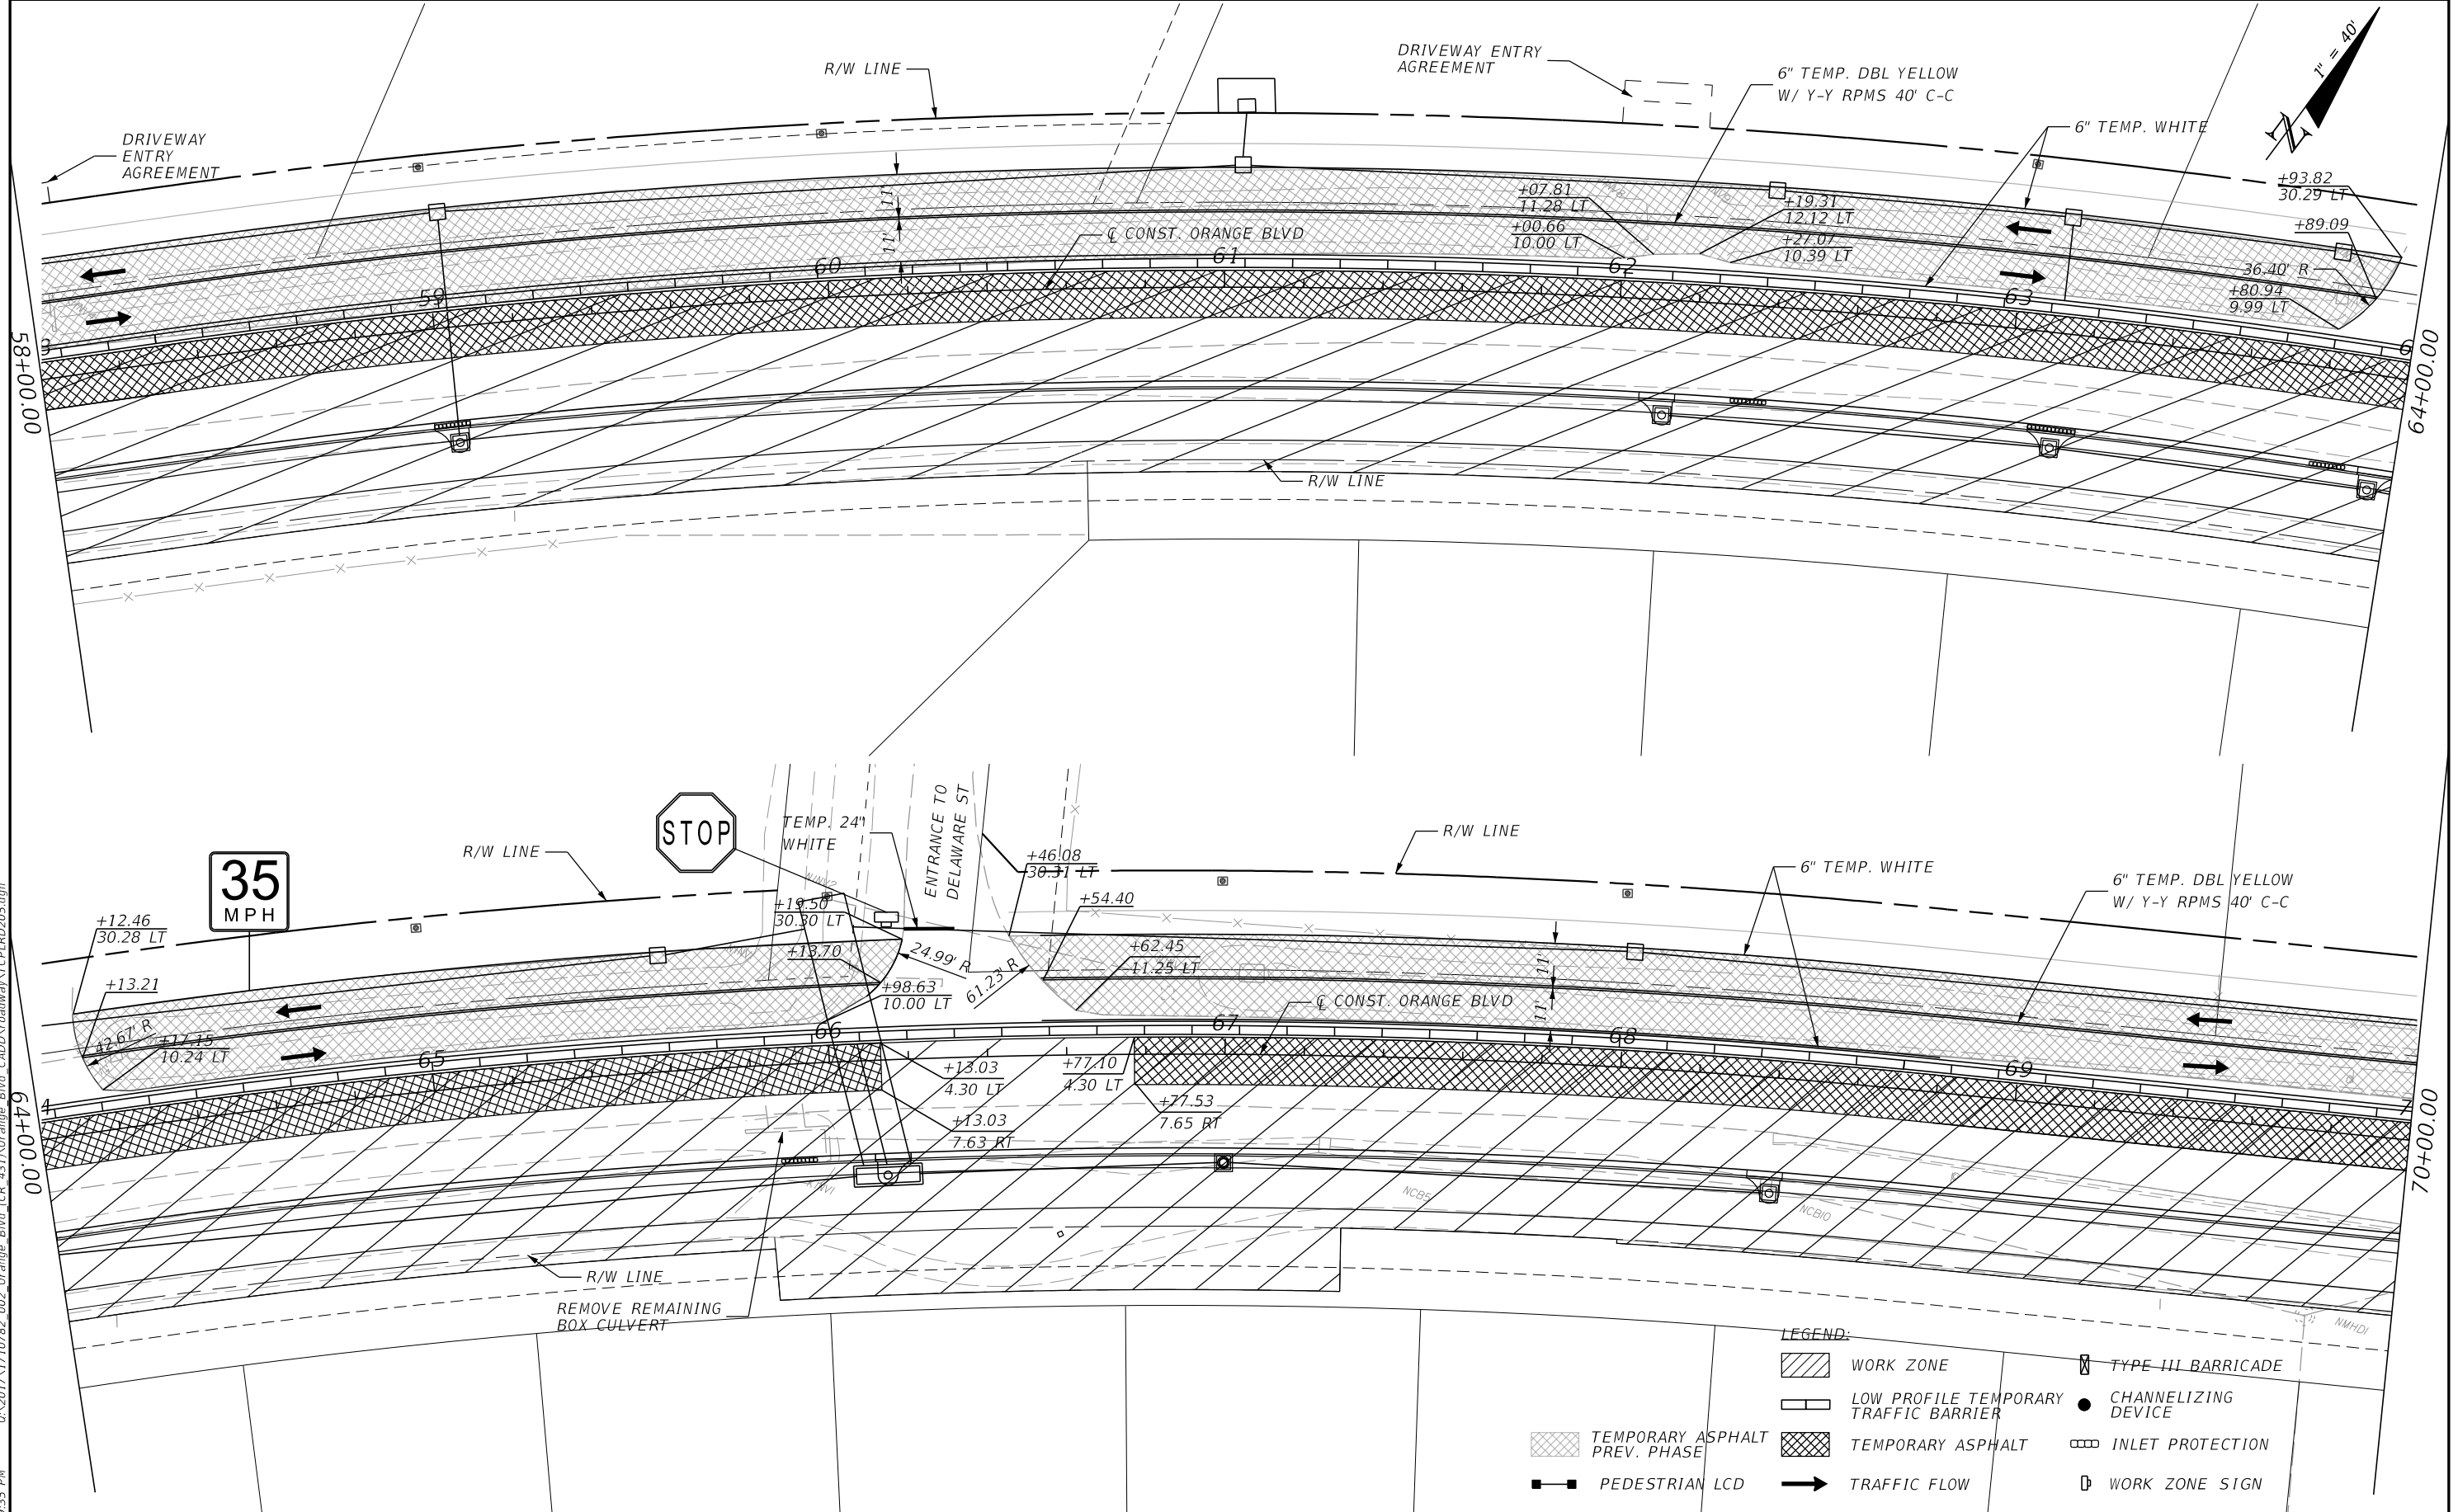 R/W LINE
DRIVEWAY ENTRY
AGREEMENT
6" TEMP. DBL YELLOW
W/ Y-Y RPMS 40' C-C
1" = 40'
N
DRIVEWAY
ENTRY
AGREEMENT
6" TEMP. WHITE
+93.82
30.29 LT
+07.81
11.28 LT
+19.31
12.12 LT
+89.09
11'
11'
℄ CONST. ORANGE BLVD
+00.66
10.00 LT
+27.07
10.39 LT
36.40' R
+80.94
9.99 LT
59
60
61
62
63
58+00.00
64+00.00
R/W LINE
STOP
TEMP. 24"
WHITE
ENTRANCE TO
DELAWARE ST
35
MPH
R/W LINE
+46.08
30.31 LT
R/W LINE
6" TEMP. WHITE
6" TEMP. DBL YELLOW
W/ Y-Y RPMS 40' C-C
+12.46
30.28 LT
+19.50
30.30 LT
+54.40
+13.21
+13.70
24.99' R
61.23' R
+62.45
11.25 LT
11'
11'
+98.63
10.00 LT
℄ CONST. ORANGE BLVD
42.67' R
+17.15
10.24 LT
65
66
67
68
69
+13.03
4.30 LT
+77.10
4.30 LT
+13.03
7.63 RT
+77.53
7.65 RT
64+00.00
70+00.00
NCB5
NCB10
NMHD1
R/W LINE
REMOVE REMAINING
BOX CULVERT
LEGEND:
WORK ZONE
TYPE III BARRICADE
LOW PROFILE TEMPORARY
TRAFFIC BARRIER
CHANNELIZING
DEVICE
TEMPORARY ASPHALT
PREV. PHASE
TEMPORARY ASPHALT
INLET PROTECTION
PEDESTRIAN LCD
TRAFFIC FLOW
WORK ZONE SIGN